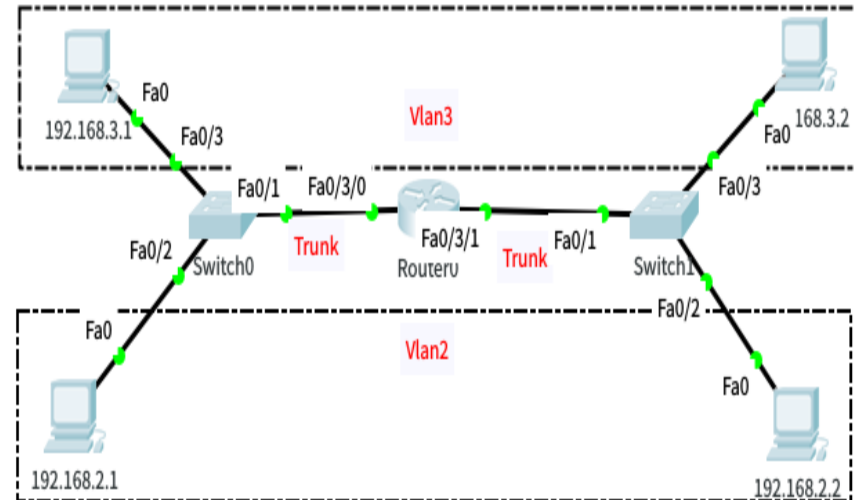 Fa0
192.168.3.1
Fa0/3
Vlan3
168.3.2
Fa0
Fa0/3
Fa0/1
Fa0/3/0
Fa0/2
Switch0
Trunk
Fa0/3/1
Router0
Trunk
Fa0/1
Switch1
Fa0/2
Fa0
Vlan2
Fa0
192.168.2.1
192.168.2.2